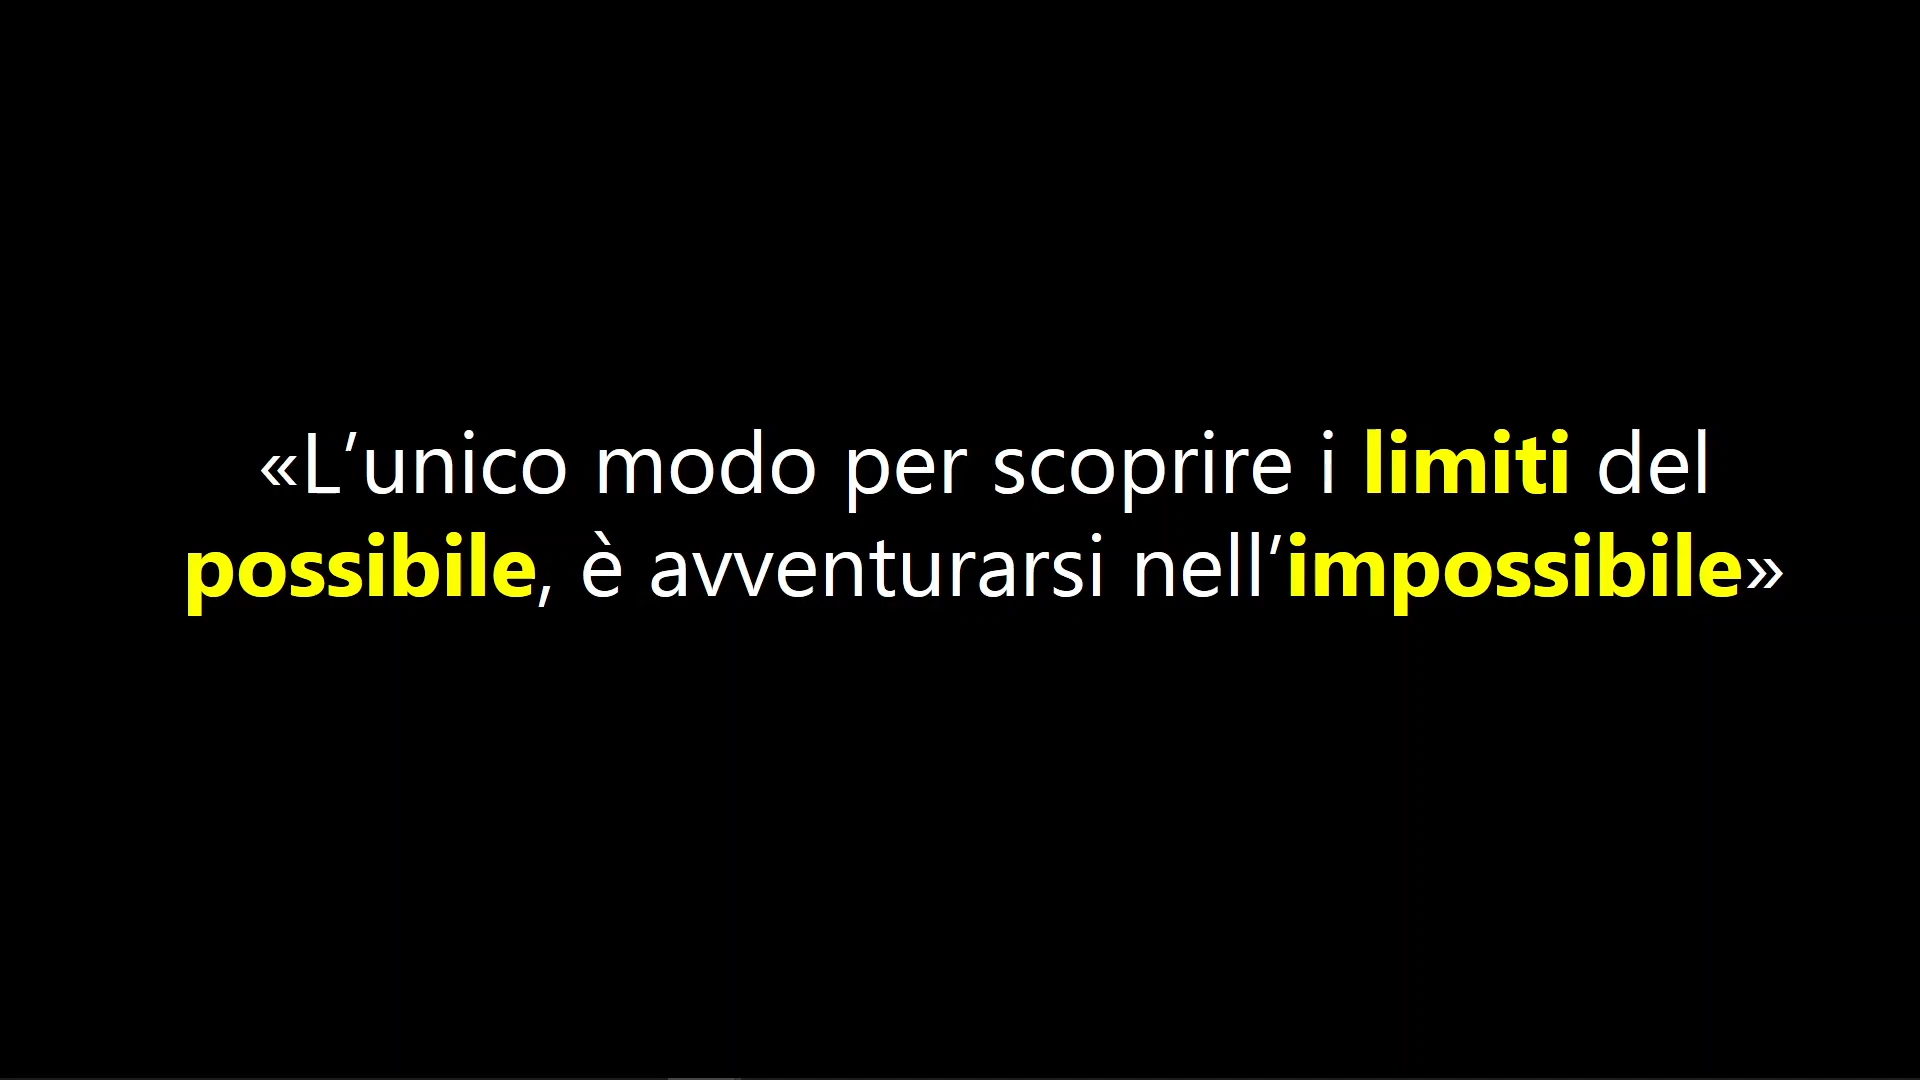 «L’unico modo per scoprire i limiti del
possibile, è avventurarsi nell’impossibile»